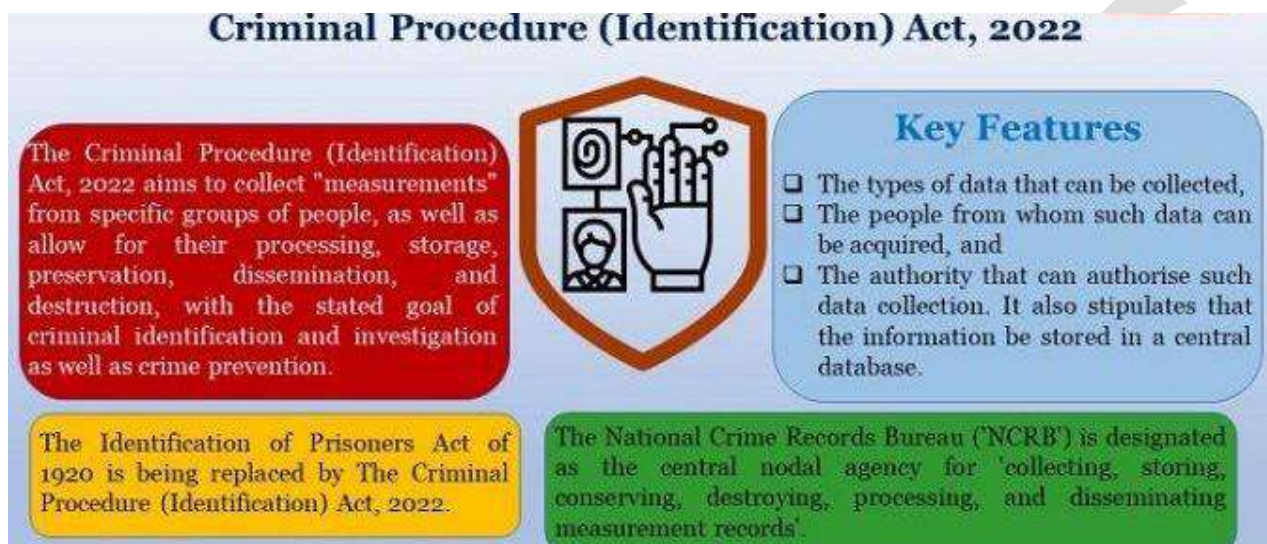 Criminal Procedure (Identification) Act, 2022
The Criminal Procedure (Identification)
Act, 2022 aims to collect "measurements"
from specific groups of people, as well as
allow for their processing, storage,
preservation, dissemination, and
destruction, with the stated goal of
criminal identification and investigation
as well as crime prevention.
Key Features
❑ The types of data that can be collected,
❑ The people from whom such data can
be acquired, and
❑ The authority that can authorise such
data collection. It also stipulates that
the information be stored in a central
database.
The Identification of Prisoners Act of
1920 is being replaced by The Criminal
Procedure (Identification) Act, 2022.
The National Crime Records Bureau ('NCRB') is designated
as the central nodal agency for 'collecting, storing,
conserving, destroying, processing, and disseminating
measurement records'.